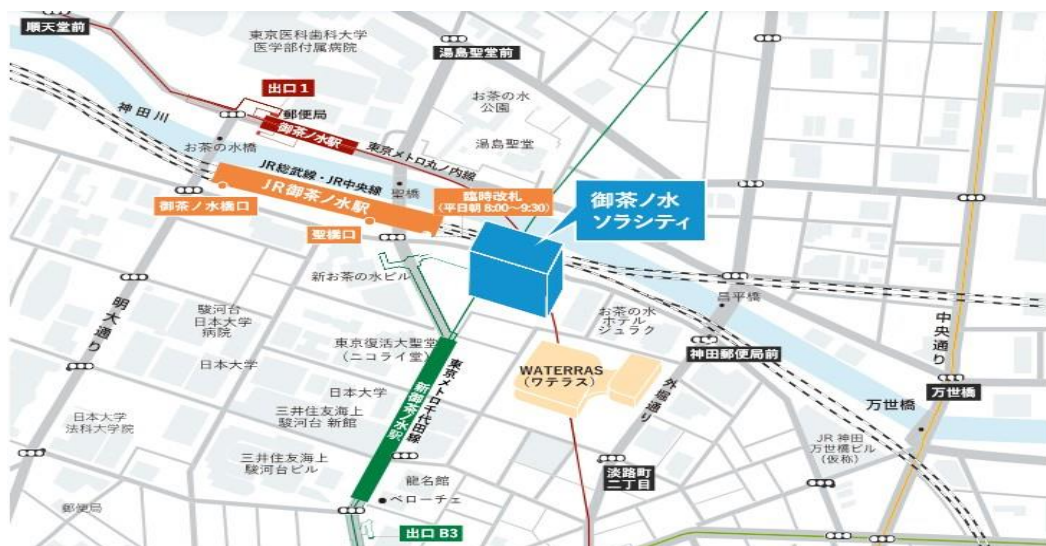 順天堂前
東京医科歯科大学
医学部付属病院
湯島聖堂前
出口1
郵便局
お茶の水
公園
神田川
御茶ノ水駅
湯島聖堂
お茶の水橋
東京メトロ丸ノ内線
JR総武線・JR中央線
JR御茶ノ水駅
聖橋
臨時改札
(平日朝 8:00〜9:30)
御茶ノ水
ソラシティ
御茶ノ水橋口
聖橋口
新お茶の水ビル
昌平橋
明大通り
駿河台
日本大学
病院
お茶の水
ホテル
ジュラク
中央通り
東京復活大聖堂
(ニコライ堂)
神田郵便局前
日本大学
WATERRAS
(ワテラス)
東京メトロ千代田線
新御茶ノ水駅
外堀通り
万世橋
万世橋
日本大学
日本大学
法科大学院
三井住友海上
駿河台 新館
JR 神田
万世橋ビル
(仮称)
三井住友海上
駿河台ビル
龍名館
淡路町
二丁目
ベローチェ
郵便局
出口 B3